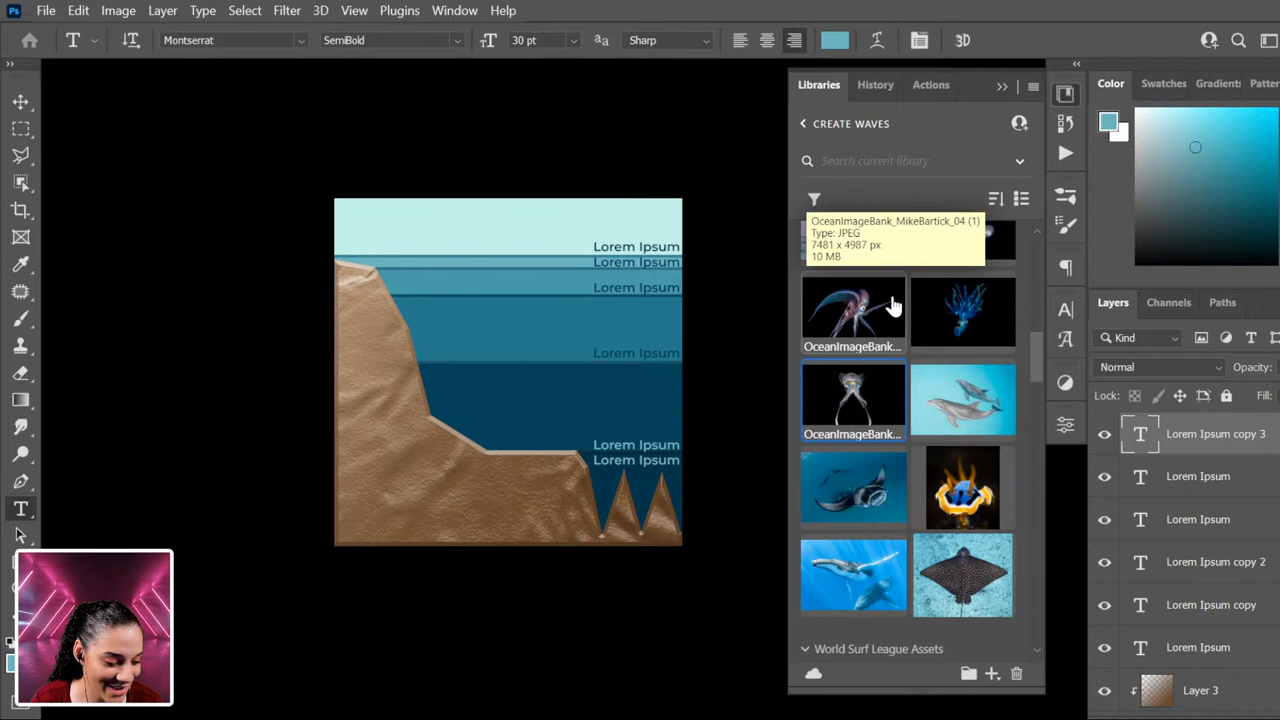 Ps File Edit Image Layer Type Select Filter 3D View Plugins Window Help
T Montserrat SemiBold T 30 pt aa Sharp 3D
Libraries History Actions
Color Swatches Gradients
CREATE WAVES
Search current library
OceanImageBank_MikeBartick_04 (1)
Type: JPEG
7481 x 4987 px
10 MB
Lorem Ipsum
Lorem Ipsum
Lorem Ipsum
Lorem Ipsum
Lorem Ipsum
Lorem Ipsum
OceanImageBank...
OceanImageBank...
World Surf League Assets
Layers Channels Paths
Kind
Normal Opacity:
Lock: Fill:
T Lorem Ipsum copy 3
T Lorem Ipsum
T Lorem Ipsum
T Lorem Ipsum copy 2
T Lorem Ipsum copy
T Lorem Ipsum
Layer 3